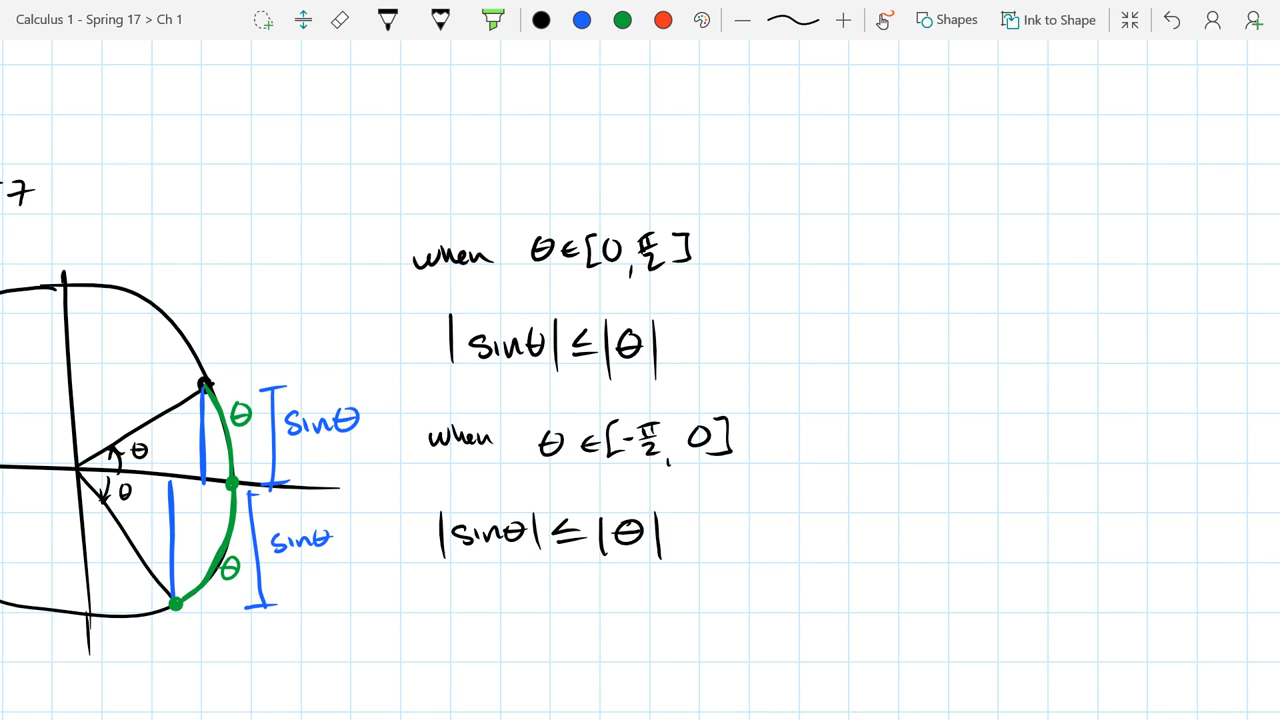 Calculus 1 - Spring 17 > Ch 1
Shapes
Ink to Shape
7
when θ∈[0, π/2]
|sinθ| ≤ |θ|
when θ∈[-π/2, 0]
|sinθ| ≤ |θ|
θ
sinθ
θ
θ
sinθ
θ